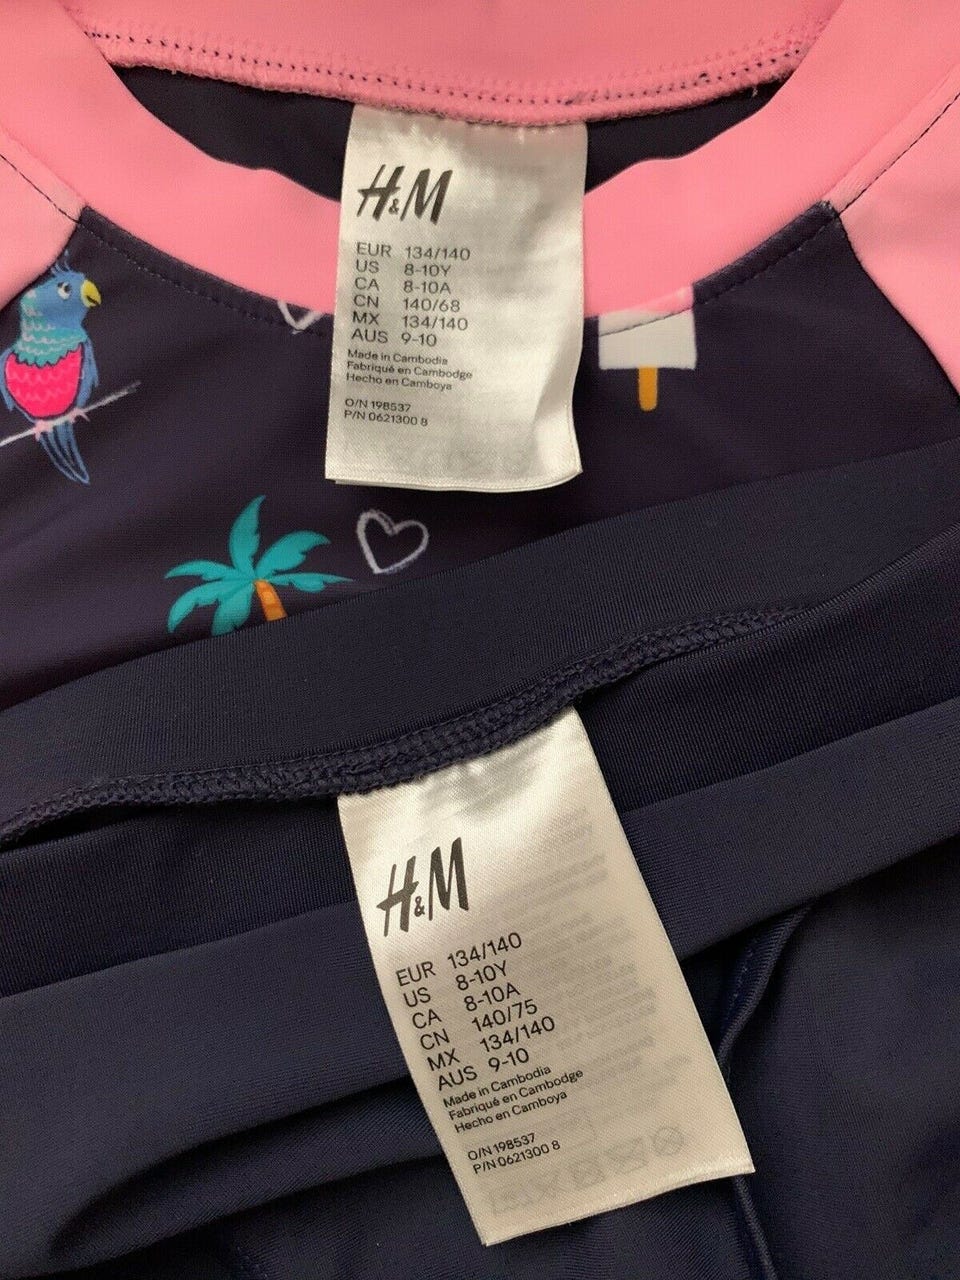 H&M
EUR 134/140
US 8-10Y
CA 8-10A
CN 140/68
MX 134/140
AUS 9-10
Made in Cambodia
Fabriqué en Cambodge
Hecho en Camboya
O/N 198537
P/N 0621300 8
H&M
EUR 134/140
US 8-10Y
CA 8-10A
CN 140/75
MX 134/140
AUS 9-10
Made in Cambodia
Fabriqué en Cambodge
Hecho en Camboya
O/N 198537
P/N 0621300 8